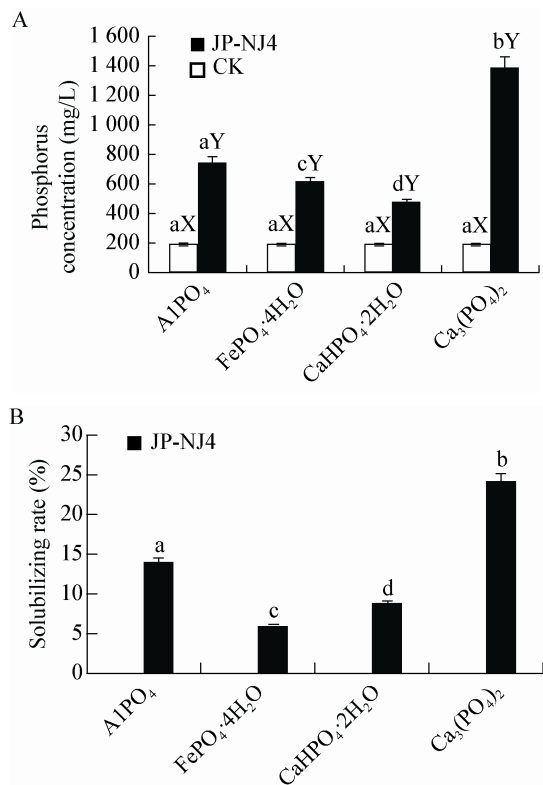 A
Phosphorus
concentration (mg/L)
1 600
1 400
1 200
1 000
800
600
400
200
0
JP-NJ4
CK
aX
aY
aX
cY
aX
dY
aX
bY
A1PO₄
FePO₄·4H₂O
CaHPO₄·2H₂O
Ca₃(PO₄)₂
B
Solubilizing rate (%)
30
25
20
15
10
5
0
JP-NJ4
a
c
d
b
A1PO₄
FePO₄·4H₂O
CaHPO₄·2H₂O
Ca₃(PO₄)₂